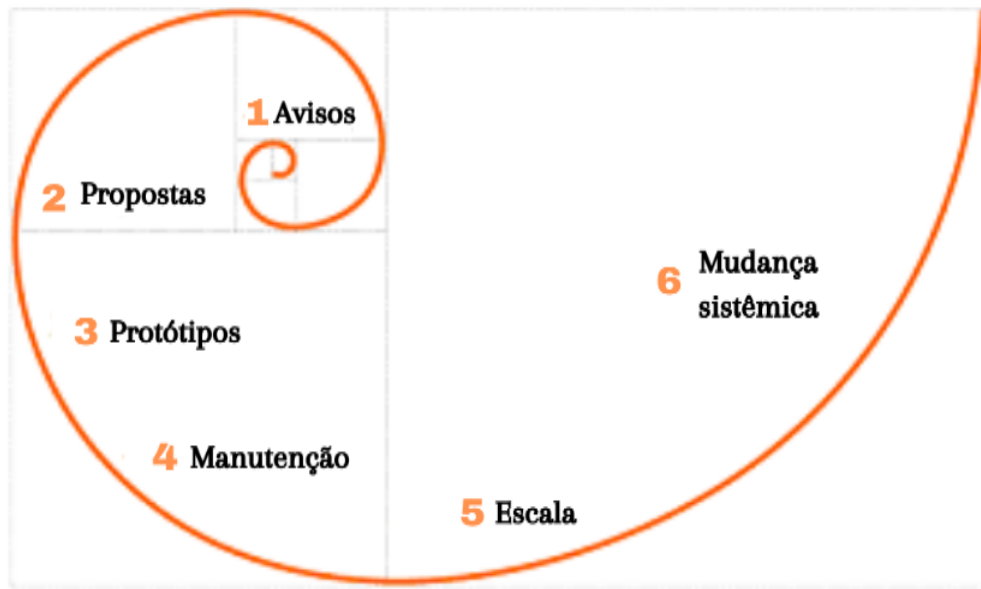 1 Avisos
2 Propostas
3 Protótipos
4 Manutenção
5 Escala
6 Mudança
sistêmica